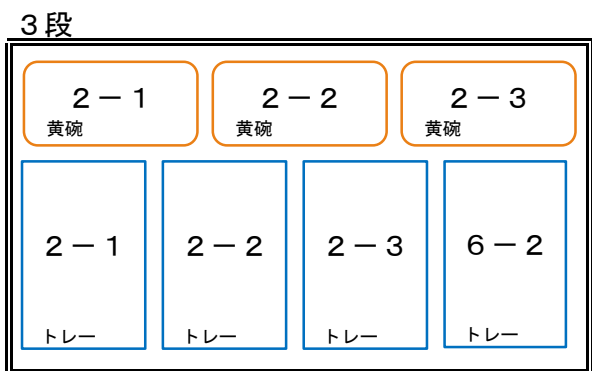 ３段
２－１ ２－２ ２－３
黄碗 黄碗 黄碗
２－１ ２－２ ２－３ ６－２
トレー トレー トレー トレー